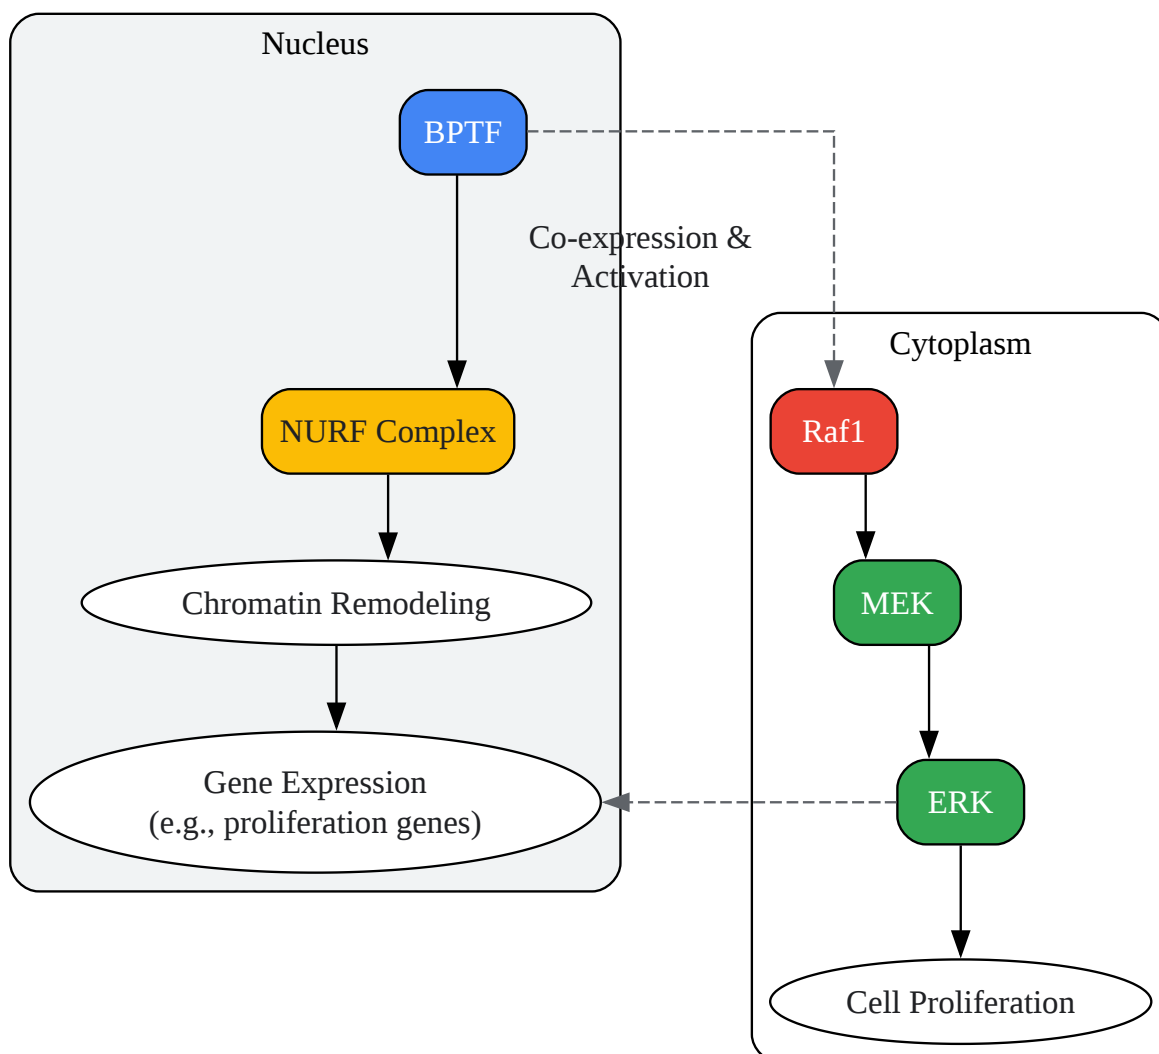 Nucleus
BPTF
Co-expression &
Activation
NURF Complex
Chromatin Remodeling
Gene Expression
(e.g., proliferation genes)
Cytoplasm
Raf1
MEK
ERK
Cell Proliferation